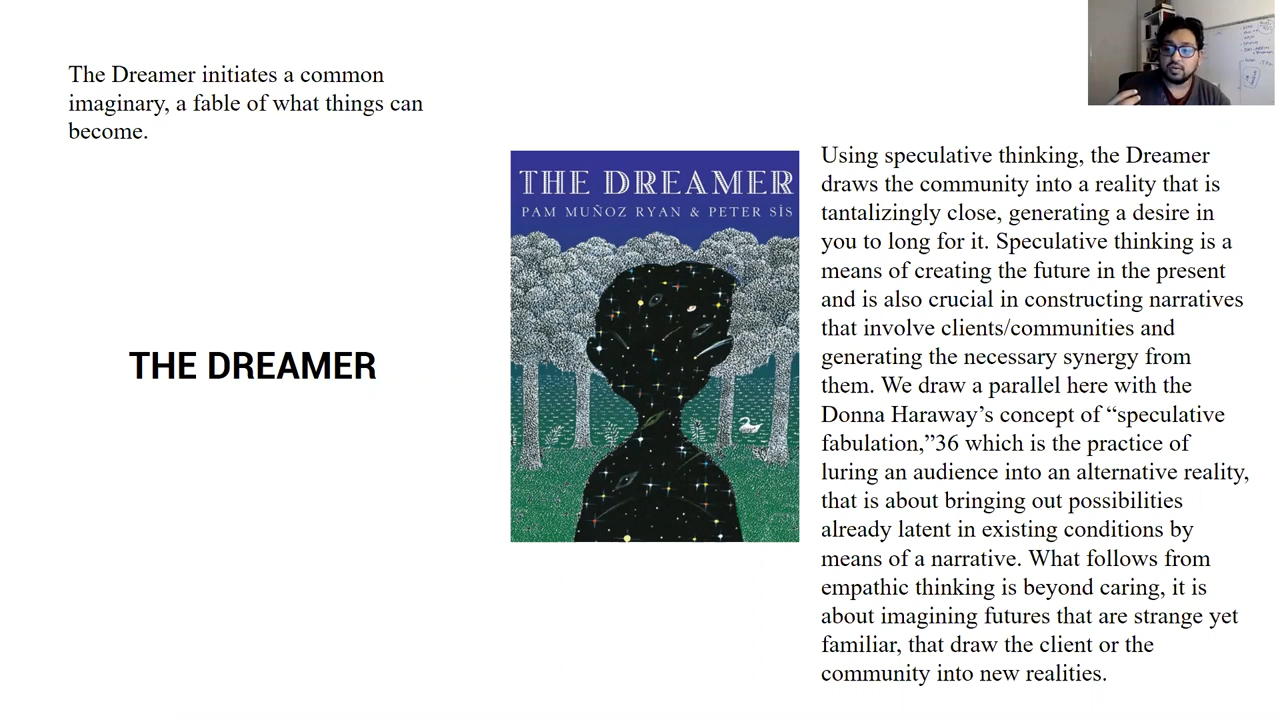 The Dreamer initiates a common
imaginary, a fable of what things can
become.
THE DREAMER
THE DREAMER
PAM MUÑOZ RYAN & PETER SÍS
Using speculative thinking, the Dreamer
draws the community into a reality that is
tantalizingly close, generating a desire in
you to long for it. Speculative thinking is a
means of creating the future in the present
and is also crucial in constructing narratives
that involve clients/communities and
generating the necessary synergy from
them. We draw a parallel here with the
Donna Haraway’s concept of “speculative
fabulation,”36 which is the practice of
luring an audience into an alternative reality,
that is about bringing out possibilities
already latent in existing conditions by
means of a narrative. What follows from
empathic thinking is beyond caring, it is
about imagining futures that are strange yet
familiar, that draw the client or the
community into new realities.